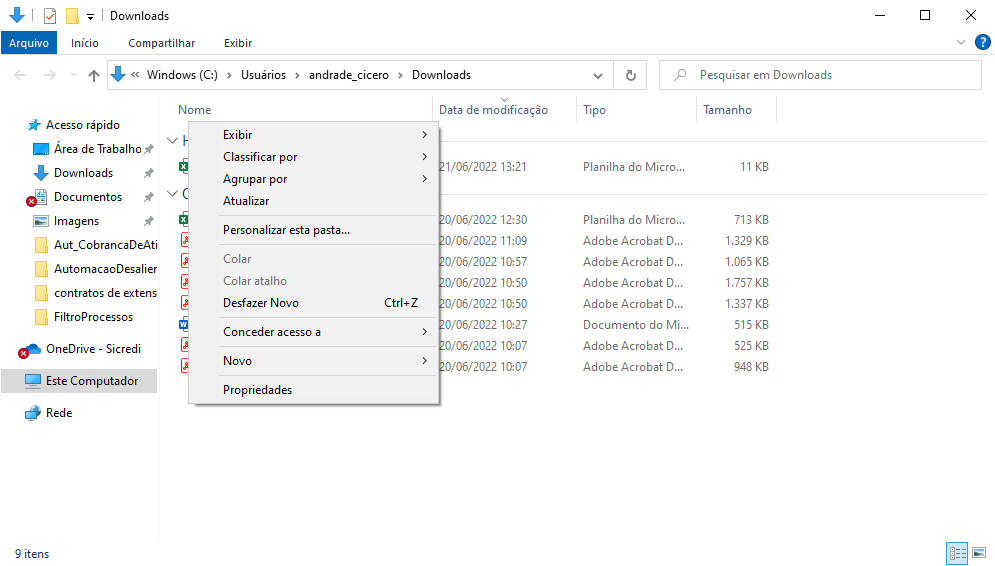 Downloads
Arquivo Início Compartilhar Exibir
« Windows (C:) > Usuários > andrade_cicero > Downloads
Pesquisar em Downloads
Nome Data de modificação Tipo Tamanho
Acesso rápido
Área de Trabalho
Downloads
Documentos
Imagens
Aut_CobrancaDeAti
AutomacaoDesalier
contratos de extens
FiltroProcessos
OneDrive - Sicredi
Este Computador
Rede
Exibir
Classificar por
Agrupar por
Atualizar
Personalizar esta pasta...
Colar
Colar atalho
Desfazer Novo Ctrl+Z
Conceder acesso a
Novo
Propriedades
21/06/2022 13:21 Planilha do Micro... 11 KB
20/06/2022 12:30 Planilha do Micro... 713 KB
20/06/2022 11:09 Adobe Acrobat D... 1.329 KB
20/06/2022 10:57 Adobe Acrobat D... 1.065 KB
20/06/2022 10:50 Adobe Acrobat D... 1.757 KB
20/06/2022 10:50 Adobe Acrobat D... 1.337 KB
20/06/2022 10:27 Documento do Mi... 515 KB
20/06/2022 10:07 Adobe Acrobat D... 525 KB
20/06/2022 10:07 Adobe Acrobat D... 948 KB
9 itens